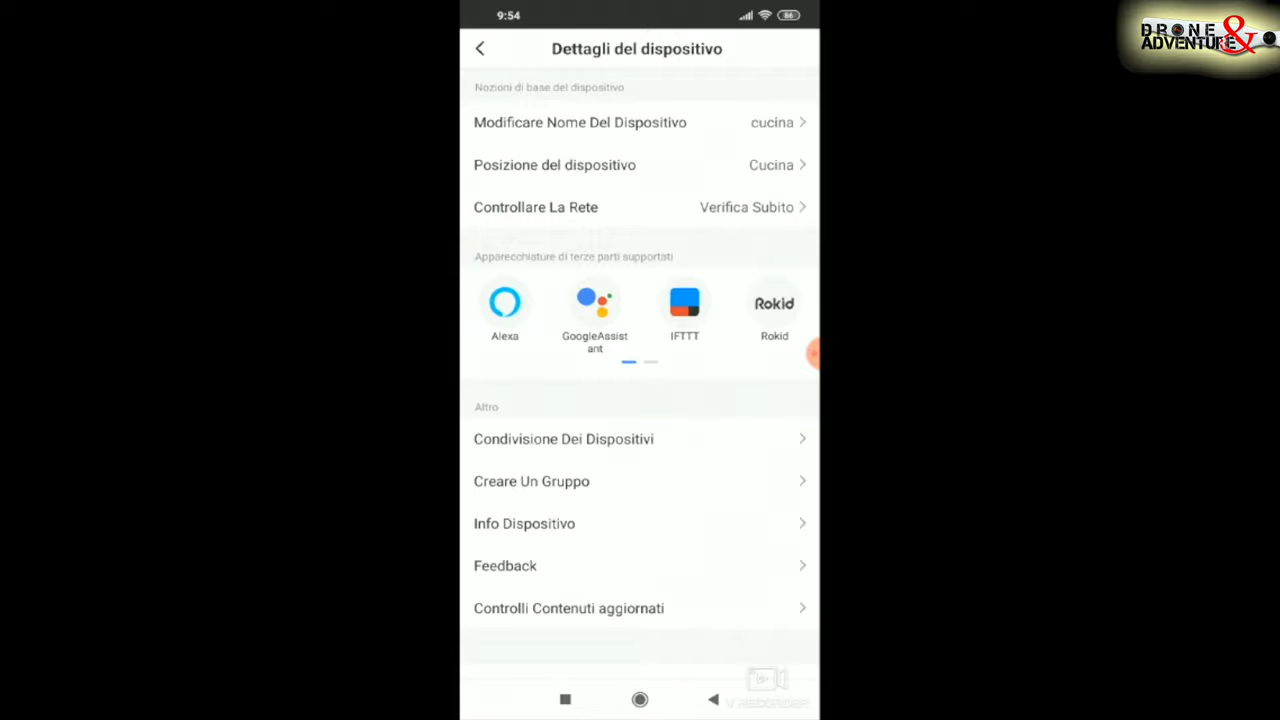 9:54
86
DRONE &
ADVENTURE
Dettagli del dispositivo
Nozioni di base del dispositivo
Modificare Nome Del Dispositivo cucina
Posizione del dispositivo Cucina
Controllare La Rete Verifica Subito
Apparecchiature di terze parti supportati
Rokid
Alexa GoogleAssist IFTTT Rokid
ant
Altro
Condivisione Dei Dispositivi
Creare Un Gruppo
Info Dispositivo
Feedback
Controlli Contenuti aggiornati
V RECORDER